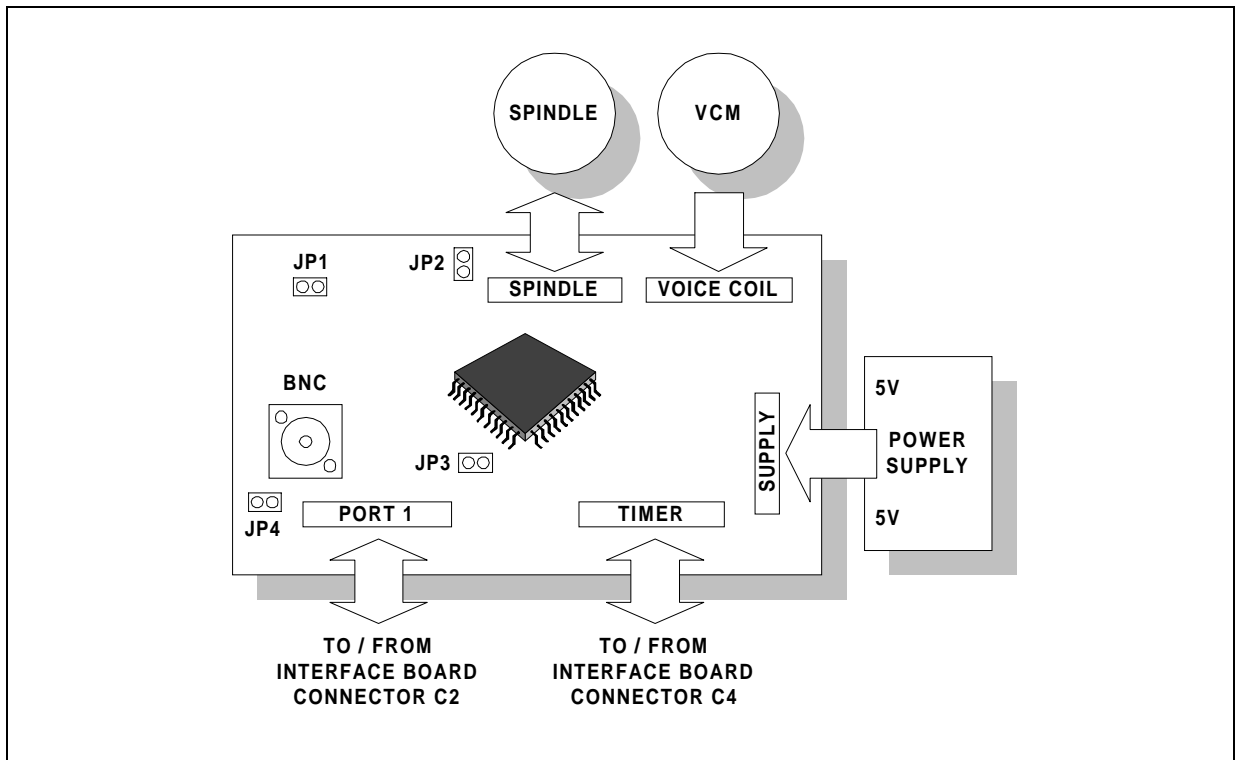 SPINDLE
VCM
JP1
JP2
SPINDLE
VOICE COIL
BNC
5V
POWER
SUPPLY
5V
SUPPLY
JP3
JP4
PORT 1
TIMER
TO / FROM
INTERFACE BOARD
CONNECTOR C2
TO / FROM
INTERFACE BOARD
CONNECTOR C4